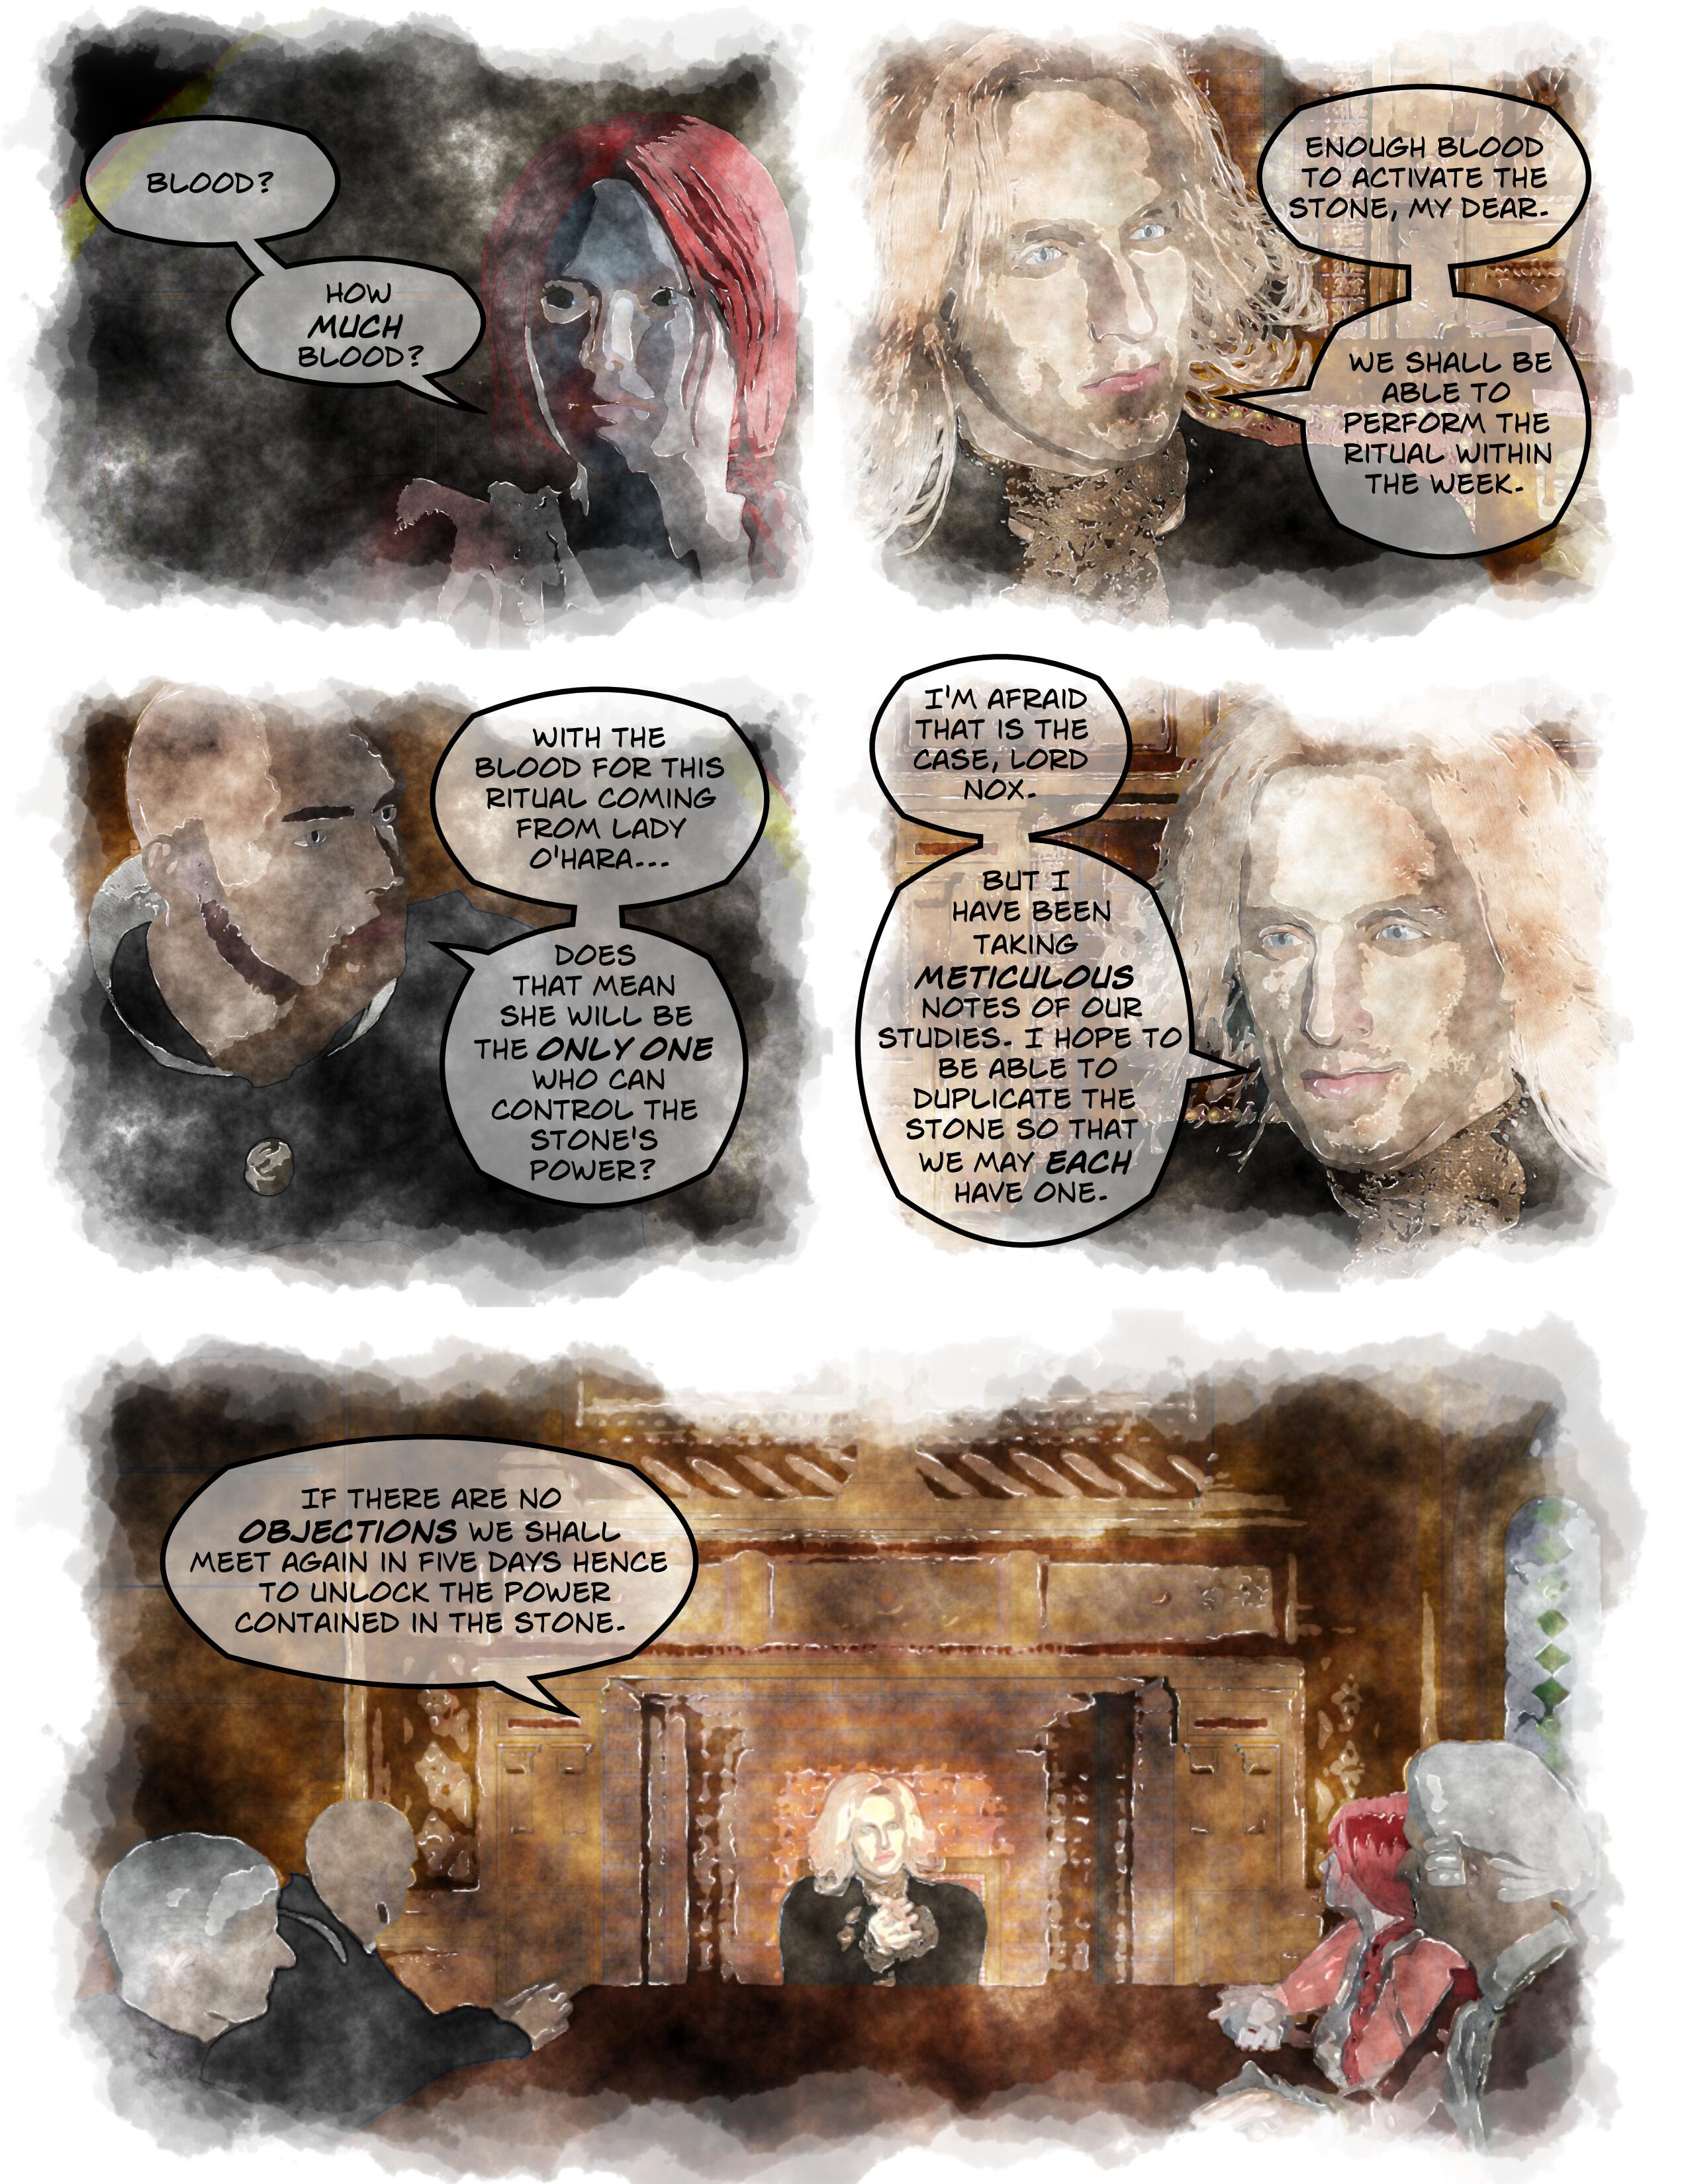 BLOOD?
HOW
MUCH
BLOOD?
ENOUGH BLOOD
TO ACTIVATE THE
STONE, MY DEAR.
WE SHALL BE
ABLE TO
PERFORM THE
RITUAL WITHIN
THE WEEK.
WITH THE
BLOOD FOR THIS
RITUAL COMING
FROM LADY
O'HARA...
DOES
THAT MEAN
SHE WILL BE
THE ONLY ONE
WHO CAN
CONTROL THE
STONE'S
POWER?
I'M AFRAID
THAT IS THE
CASE, LORD
NOX.
BUT I
HAVE BEEN
TAKING
METICULOUS
NOTES OF OUR
STUDIES. I HOPE TO
BE ABLE TO
DUPLICATE THE
STONE SO THAT
WE MAY EACH
HAVE ONE.
IF THERE ARE NO
OBJECTIONS WE SHALL
MEET AGAIN IN FIVE DAYS HENCE
TO UNLOCK THE POWER
CONTAINED IN THE STONE.